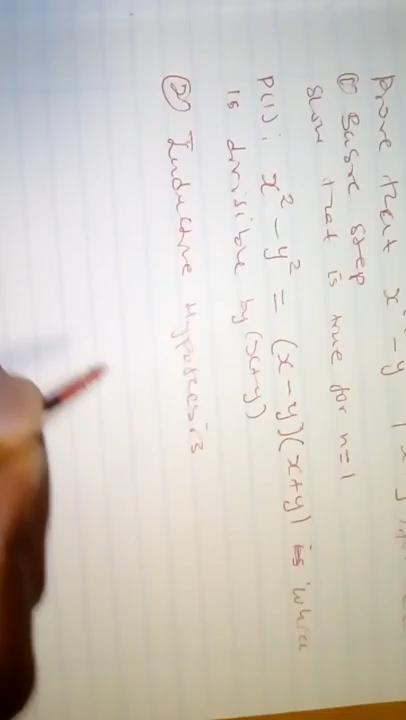 Prove that x - y
① Basic step
show that is true for n=1
P(1): x² - y² = (x-y)(x+y) is which
is divisible by (x+y)
② Inductive Hypothesis